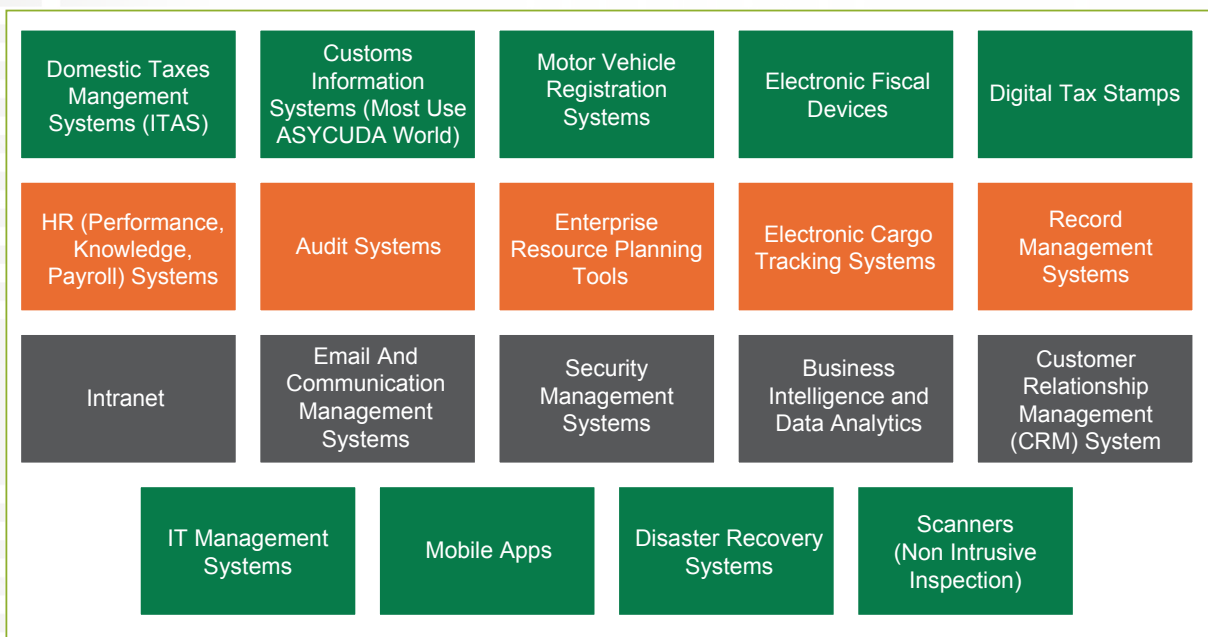 Domestic Taxes
Mangement
Systems (ITAS)
Customs
Information
Systems (Most Use
ASYCUDA World)
Motor Vehicle
Registration
Systems
Electronic Fiscal
Devices
Digital Tax Stamps
HR (Performance,
Knowledge,
Payroll) Systems
Audit Systems
Enterprise
Resource Planning
Tools
Electronic Cargo
Tracking Systems
Record
Management
Systems
Intranet
Email And
Communication
Management
Systems
Security
Management
Systems
Business
Intelligence and
Data Analytics
Customer
Relationship
Management
(CRM) System
IT Management
Systems
Mobile Apps
Disaster Recovery
Systems
Scanners
(Non Intrusive
Inspection)